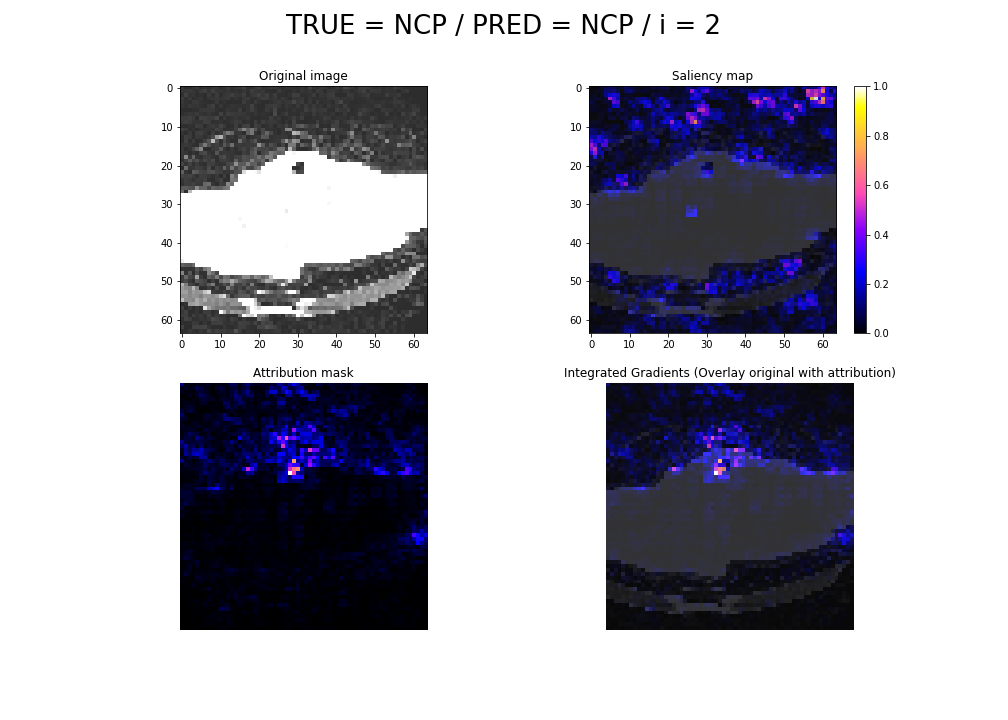 TRUE = NCP / PRED = NCP / i = 2
Original image
Saliency map
0
10
20
30
40
50
60
0 10 20 30 40 50 60
0
10
20
30
40
50
60
0 10 20 30 40 50 60
1.0
0.8
0.6
0.4
0.2
0.0
Attribution mask
Integrated Gradients (Overlay original with attribution)